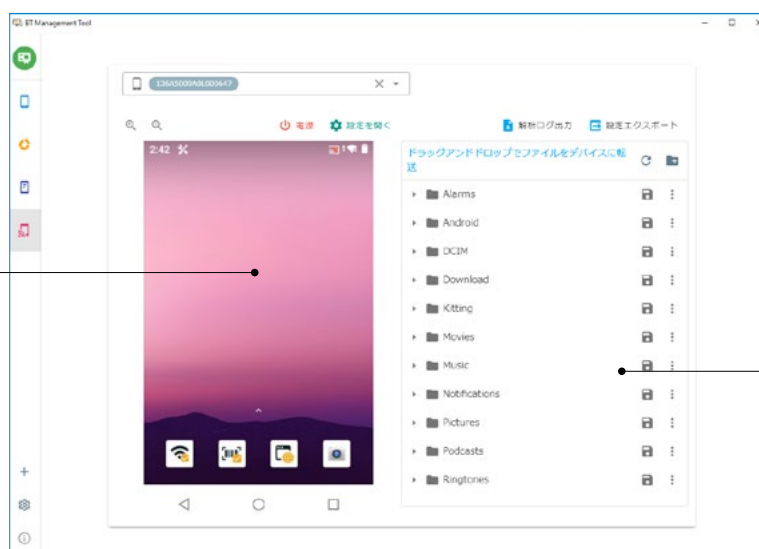 BT Management Tool
136A5000A0L000647
電源
設定を開く
解析ログ出力
設定エクスポート
2:42
ドラッグアンドドロップでファイルをデバイスに転
送
Alarms
Android
DCIM
Download
Kitting
Movies
Music
Notifications
Pictures
Podcasts
Ringtones